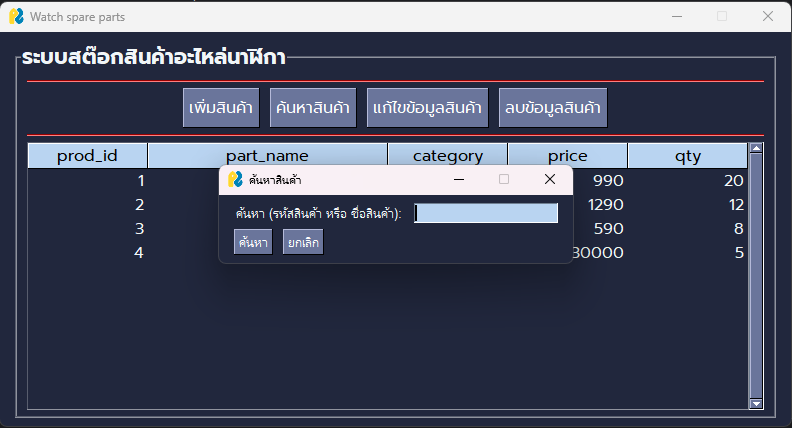 Watch spare parts
ระบบสต๊อกสินค้าอะไหล่นาฬิกา
เพิ่มสินค้า ค้นหาสินค้า แก้ไขข้อมูลสินค้า ลบข้อมูลสินค้า
prod_id part_name category price qty
1 990 20
2 1290 12
3 590 8
4 30000 5
ค้นหาสินค้า
ค้นหา (รหัสสินค้า หรือ ชื่อสินค้า):
ค้นหา ยกเลิก